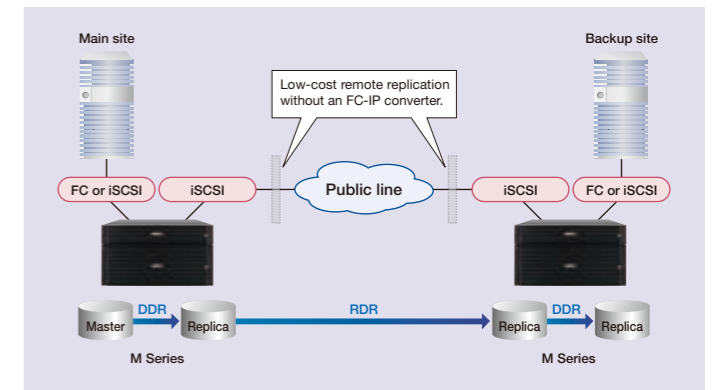 Main site
Backup site
Low-cost remote replication
without an FC-IP converter.
FC or iSCSI
iSCSI
Public line
iSCSI
FC or iSCSI
DDR
RDR
DDR
Master
Replica
Replica
Replica
M Series
M Series